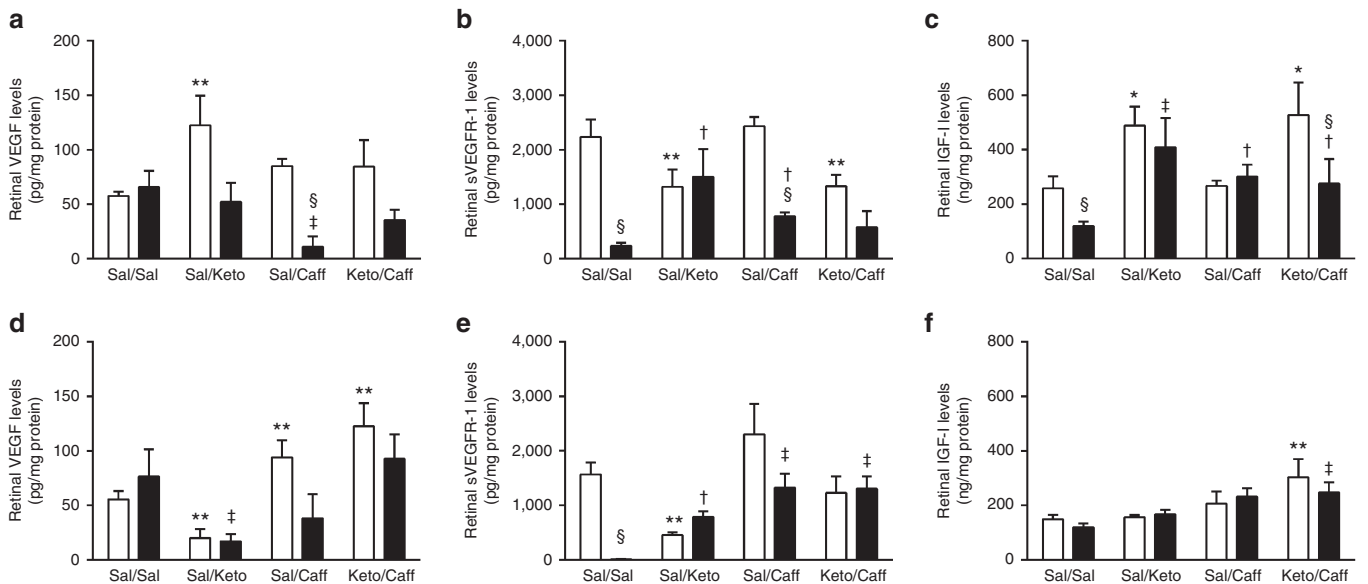 a
Retinal VEGF levels
(pg/mg protein)
200
150
100
50
0
**
§
‡
Sal/Sal Sal/Keto Sal/Caff Keto/Caff
b
Retinal sVEGFR-1 levels
(pg/mg protein)
4,000
3,000
2,000
1,000
0
§
**
†
†
§
**
Sal/Sal Sal/Keto Sal/Caff Keto/Caff
c
Retinal IGF-I levels
(ng/mg protein)
800
600
400
200
0
§
*
‡
†
*
§
†
Sal/Sal Sal/Keto Sal/Caff Keto/Caff
d
Retinal VEGF levels
(pg/mg protein)
200
150
100
50
0
**
‡
**
**
Sal/Sal Sal/Keto Sal/Caff Keto/Caff
e
Retinal sVEGFR-1 levels
(pg/mg protein)
4,000
3,000
2,000
1,000
0
§
**
†
‡
‡
Sal/Sal Sal/Keto Sal/Caff Keto/Caff
f
Retinal IGF-I levels
(ng/mg protein)
800
600
400
200
0
**
‡
Sal/Sal Sal/Keto Sal/Caff Keto/Caff